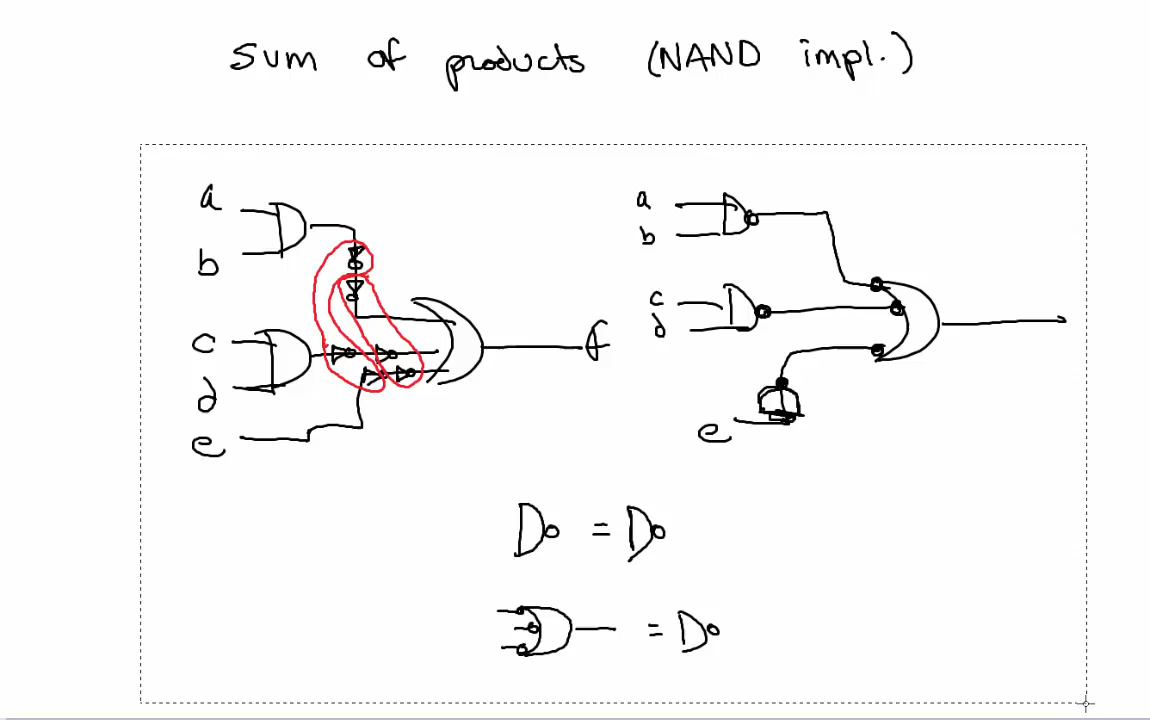 Sum of products (NAND impl.)
a
b
c
d
e
f
a
b
c
d
e
=
=